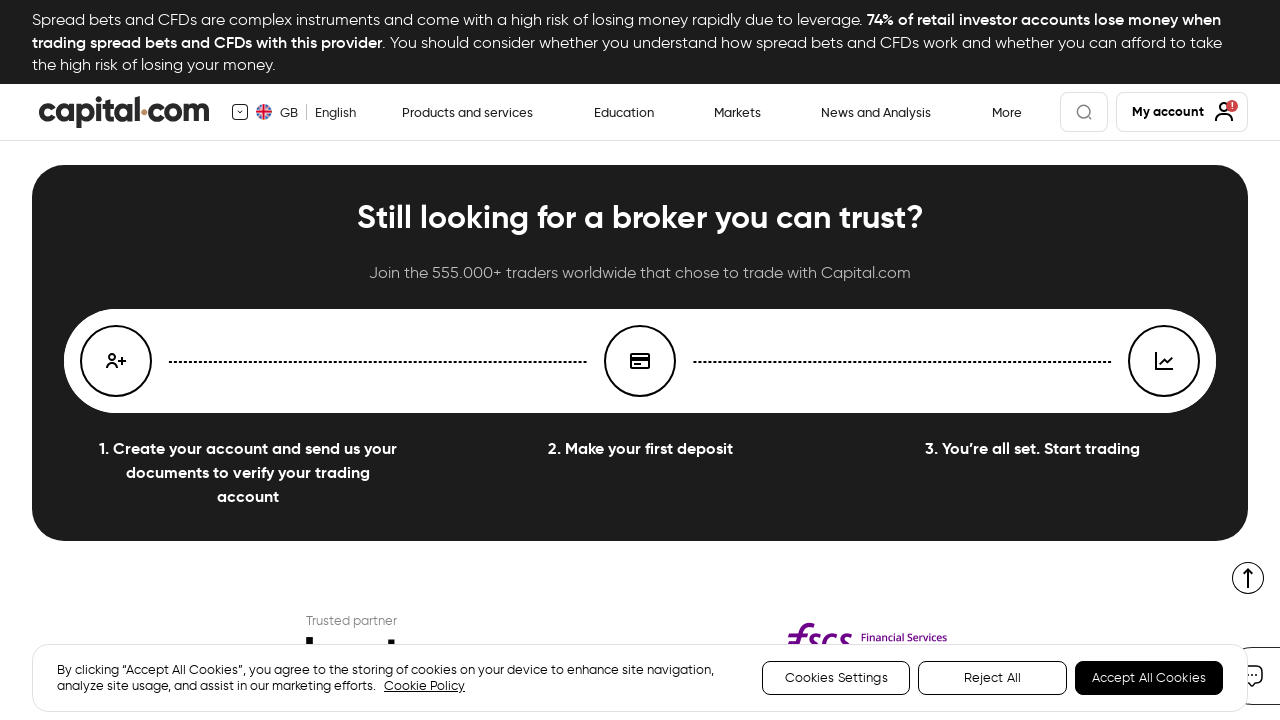 Spread bets and CFDs are complex instruments and come with a high risk of losing money rapidly due to leverage. 74% of retail investor accounts lose money when
trading spread bets and CFDs with this provider. You should consider whether you understand how spread bets and CFDs work and whether you can afford to take
the high risk of losing your money.
capital.com
GB
English
Products and services
Education
Markets
News and Analysis
More
My account
!
Still looking for a broker you can trust?
Join the 555.000+ traders worldwide that chose to trade with Capital.com
1. Create your account and send us your
documents to verify your trading
account
2. Make your first deposit
3. You’re all set. Start trading
Trusted partner
fscs
Financial Services
By clicking “Accept All Cookies”, you agree to the storing of cookies on your device to enhance site navigation,
analyze site usage, and assist in our marketing efforts. Cookie Policy
Cookies Settings
Reject All
Accept All Cookies